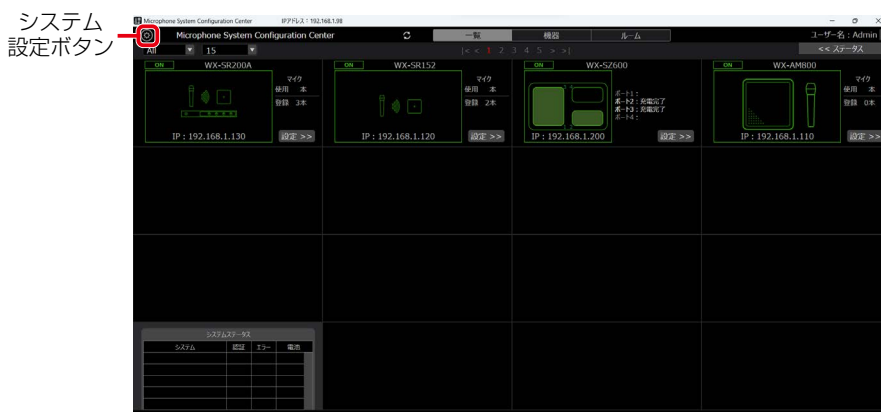 システム
設定ボタン
Microphone System Configuration Center IPアドレス：192.168.1.98
Microphone System Configuration Center 一覧 機器 ルーム ユーザー名：Admin
All 15 |< < 1 2 3 4 5 > >| << ステータス
ON WX-SR200A
マイク
使用 本
登録 3本
IP：192.168.1.130 設定 >>
ON WX-SR152
マイク
使用 本
登録 2本
IP：192.168.1.120 設定 >>
ON WX-SZ600
ポート1：
ポート2：充電完了
ポート3：充電完了
ポート4：
IP：192.168.1.200 設定 >>
ON WX-AM800
マイク
使用 本
登録 0本
IP：192.168.1.110 設定 >>
システムステータス
システム 認証 エラー 電池